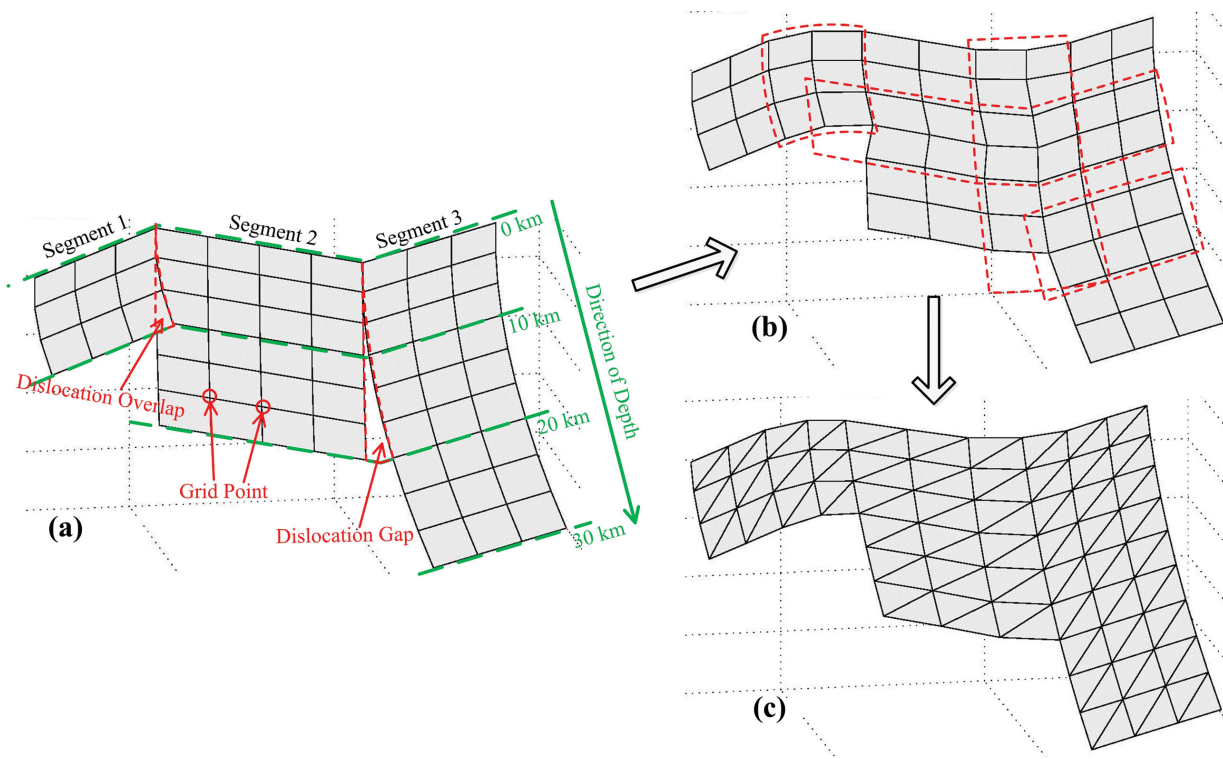 Segment 1
Segment 2
Segment 3
0 km
10 km
20 km
30 km
Direction of Depth
Dislocation Overlap
Grid Point
Dislocation Gap
(a)
(b)
(c)